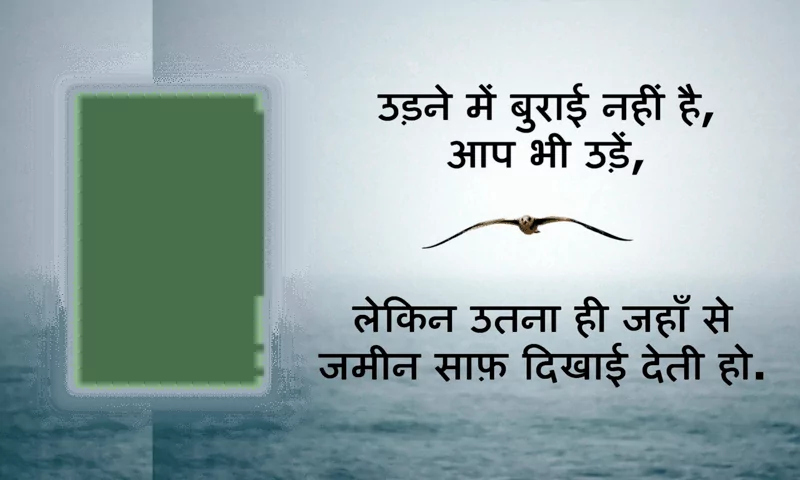 उड़ने में बुराई नहीं है,
आप भी उड़ें,
लेकिन उतना ही जहाँ से
जमीन साफ़ दिखाई देती हो.